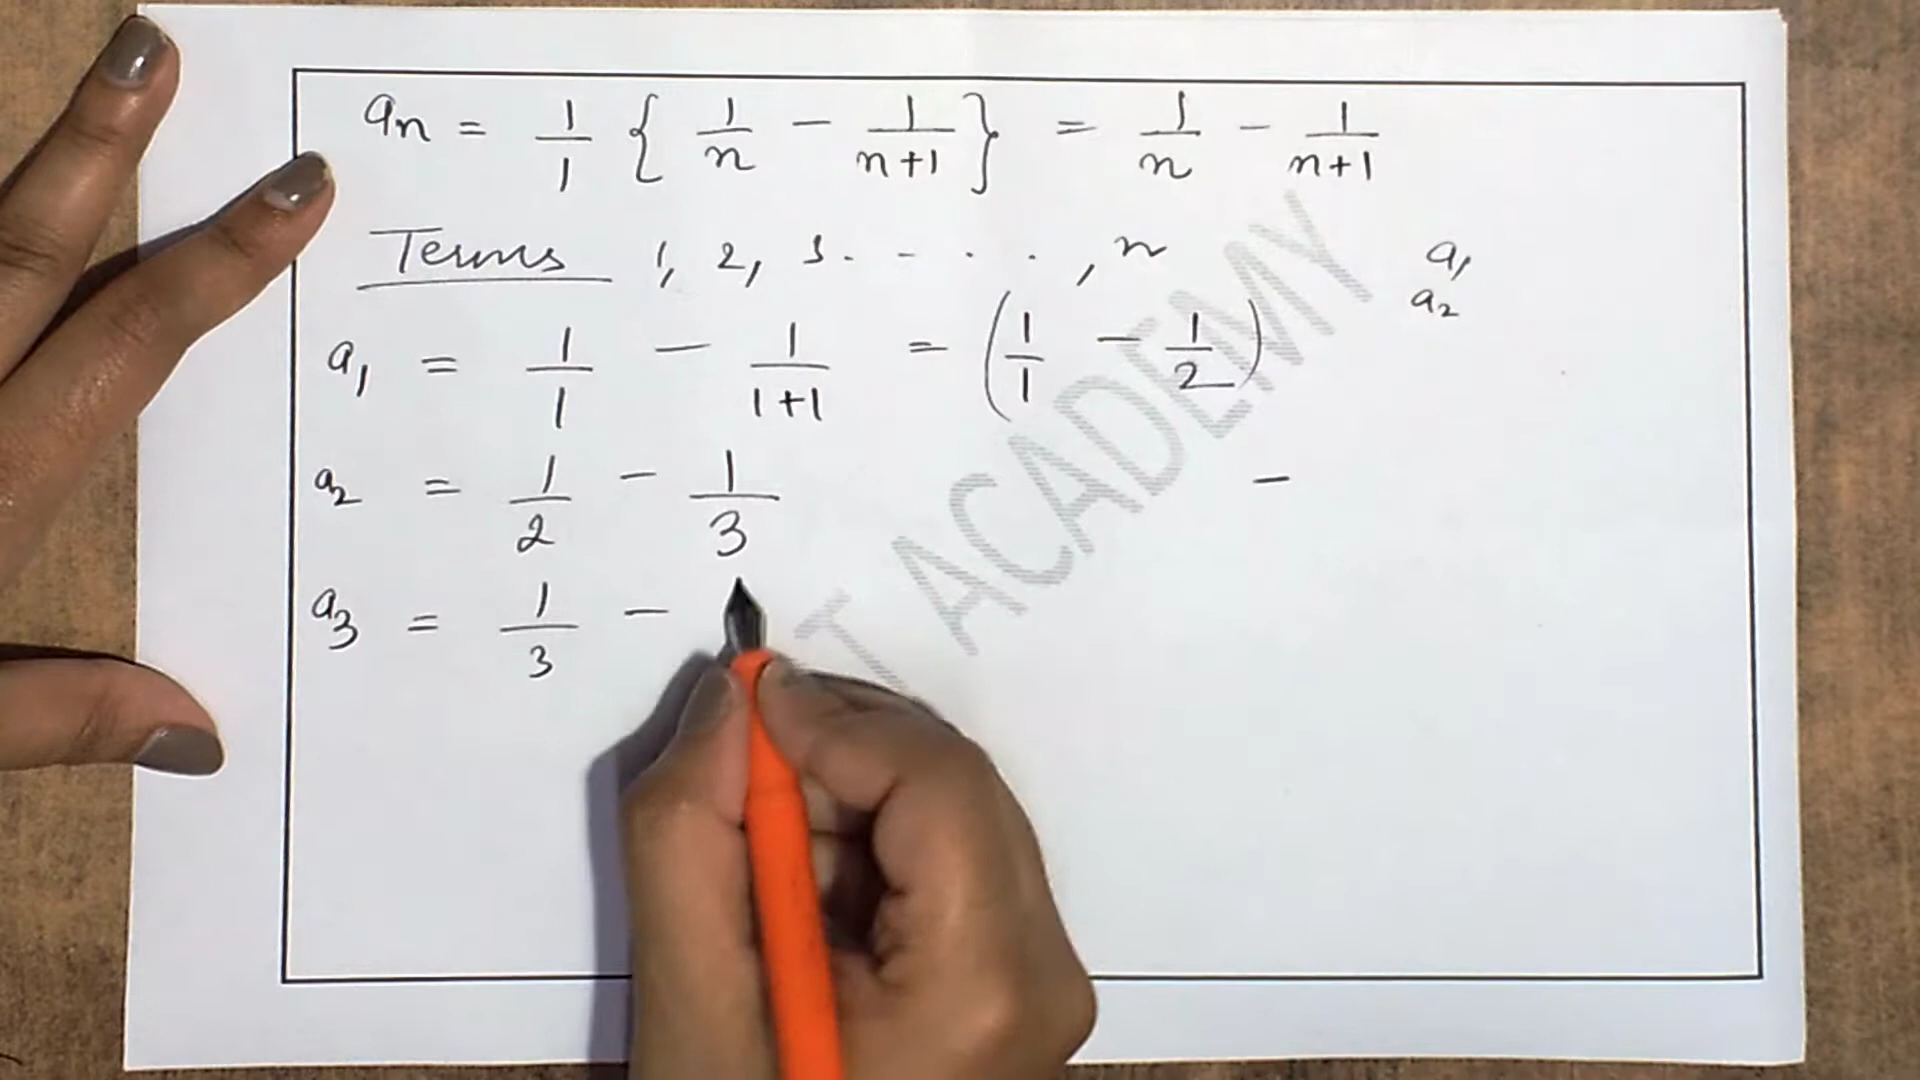 aₙ = 1/1 { 1/n − 1/(n+1) } = 1/n − 1/(n+1)
Terms 1, 2, 3 . - . . , n
a₁
a₂
a₁ = 1/1 − 1/(1+1) = (1/1 − 1/2)
a₂ = 1/2 − 1/3 −
a₃ = 1/3 −
T ACADEMY